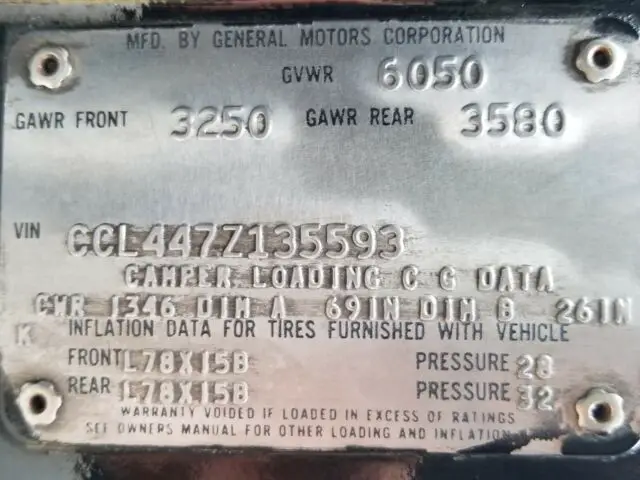 MFD. BY GENERAL MOTORS CORPORATION
GVWR 6050
GAWR FRONT 3250 GAWR REAR 3580
VIN CCL447Z135593
CAMPER LOADING C G DATA
CWR 1346 DIM A 69IN DIM B 26IN
K INFLATION DATA FOR TIRES FURNISHED WITH VEHICLE
FRONT L78X15B PRESSURE 28
REAR L78X15B PRESSURE 32
WARRANTY VOIDED IF LOADED IN EXCESS OF RATINGS
SEE OWNERS MANUAL FOR OTHER LOADING AND INFLATION